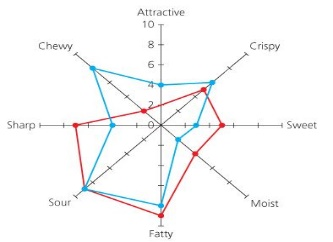 Attractive
10
8
Chewy
Crispy
6
4
2
Sharp
0
Sweet
Sour
Moist
Fatty